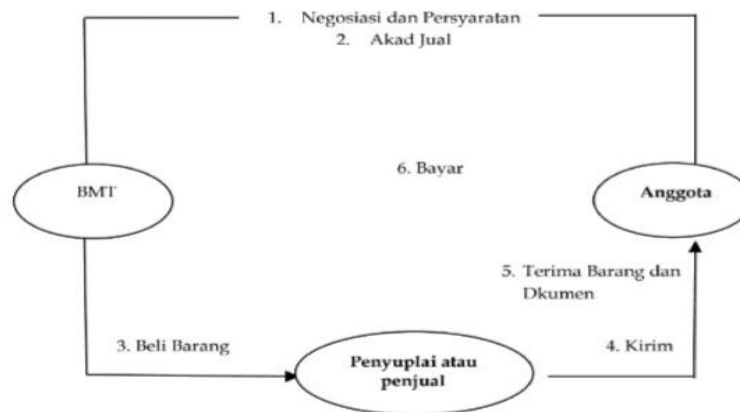 1. Negosiasi dan Persyaratan
2. Akad Jual
6. Bayar
BMT
Anggota
5. Terima Barang dan
Dkumen
3. Beli Barang
4. Kirim
Penyuplai atau
penjual